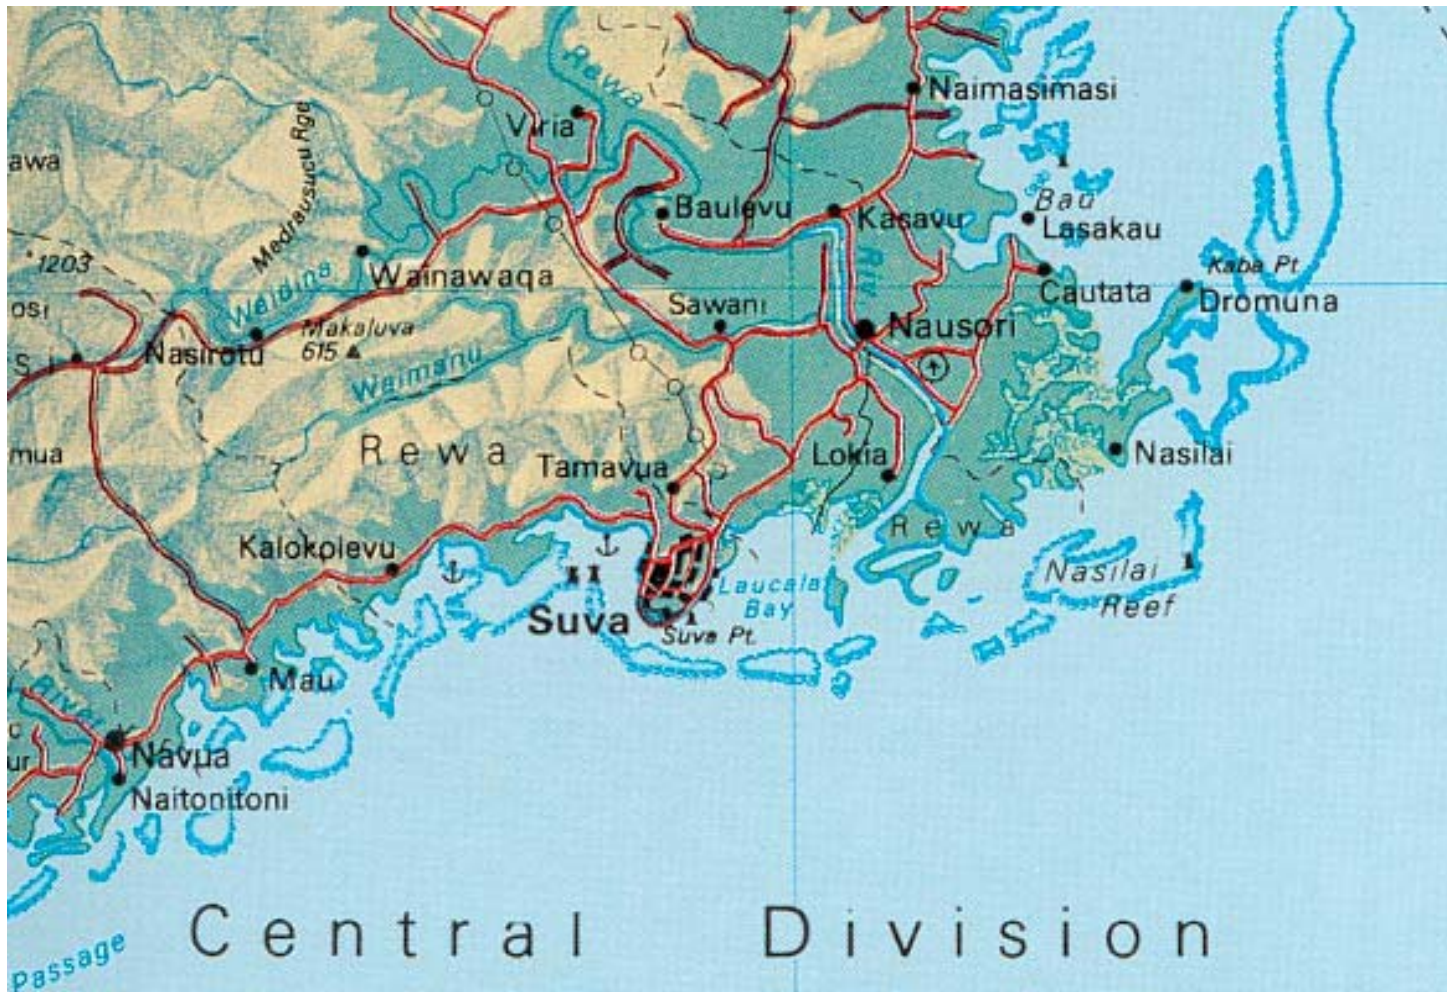 Rewa
Naimasimasi
Viria
awa
Medrausucu Rge
Bau
Baulevu
Kasavu
Lasakau
1203
Wainawaqa
Kaba Pt
Waidina
Riv
Cautata
Dromuna
osi
Sawani
Makaluva
615
Nausori
Nasirotu
S i
Waimanu
Rewa
mua
Tamavua
Lokia
Nasilai
Rewa
Kalokolevu
Laucala
Bay
Nasilai
Reef
Suva
Suva Pt.
Mau
River
c
ur
Navua
Naitonitoni
Central Division
Passage